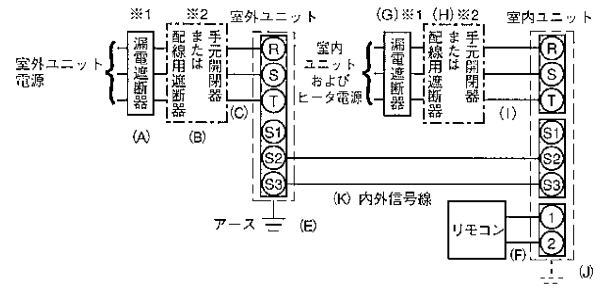 ※1
※2
室外ユニット
室外ユニット
電源
漏電遮断器
配線用遮断器
または
手元開閉器
(A)
(B)
(C)
R
S
T
S1
S2
S3
アース
(E)
(G)※1
(H)※2
室内ユニット
室内
ユニット
および
ヒータ電源
漏電遮断器
配線用遮断器
または
手元開閉器
(I)
R
S
T
S1
S2
S3
(K) 内外信号線
リモコン
(F)
1
2
(J)